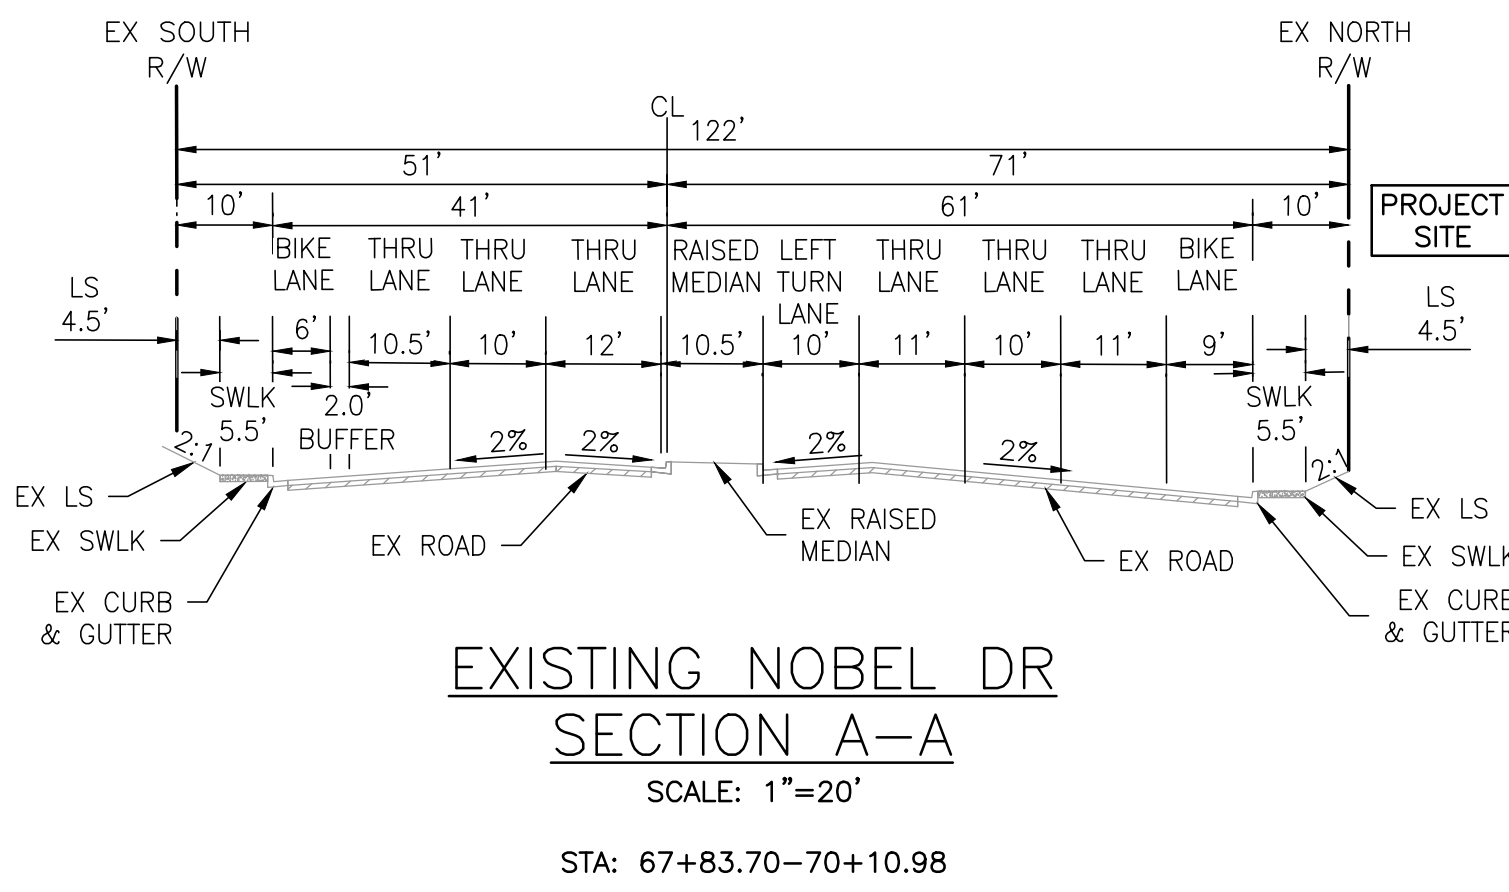 EX SOUTH
R/W
EX NORTH
R/W
CL
122'
51'
71'
10'
41'
61'
10'
PROJECT
SITE
BIKE
LANE
THRU
LANE
THRU
LANE
THRU
LANE
RAISED
MEDIAN
LEFT
TURN
LANE
THRU
LANE
THRU
LANE
THRU
LANE
BIKE
LANE
LS
4.5'
LS
4.5'
6'
10.5'
10'
12'
10.5'
10'
11'
10'
11'
9'
SWLK
5.5'
2.0'
BUFFER
SWLK
5.5'
2:1
2%
2%
2%
2%
2:1
EX LS
EX SWLK
EX CURB
& GUTTER
EX ROAD
EX RAISED
MEDIAN
EX ROAD
EX LS
EX SWLK
EX CURB
& GUTTER
EXISTING NOBEL DR
SECTION A-A
SCALE: 1"=20'
STA: 67+83.70-70+10.98